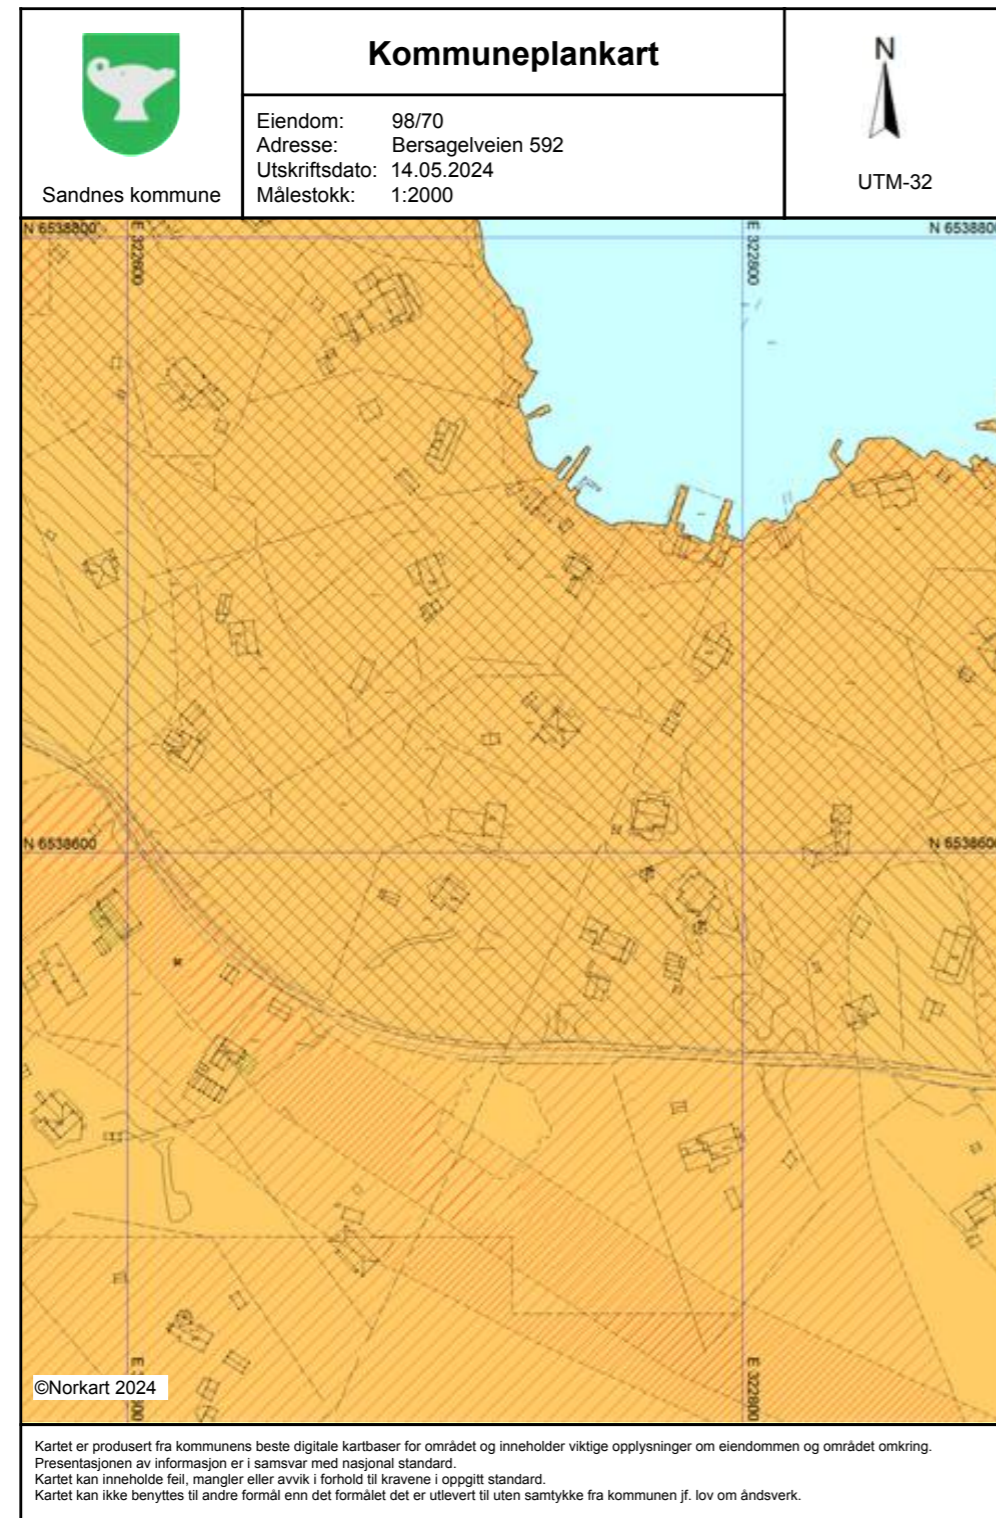 Kommuneplankart
N
Eiendom: 98/70
Adresse: Bersagelveien 592
Utskriftsdato: 14.05.2024
Målestokk: 1:2000
Sandnes kommune
UTM-32
N 6538800
E 322600
E 322800
N 6538800
N 6538600
N 6538600
E 322800
©Norkart 2024
Kartet er produsert fra kommunens beste digitale kartbaser for området og inneholder viktige opplysninger om eiendommen og området omkring.
Presentasjonen av informasjon er i samsvar med nasjonal standard.
Kartet kan inneholde feil, mangler eller avvik i forhold til kravene i oppgitt standard.
Kartet kan ikke benyttes til andre formål enn det formålet det er utlevert til uten samtykke fra kommunen jf. lov om åndsverk.